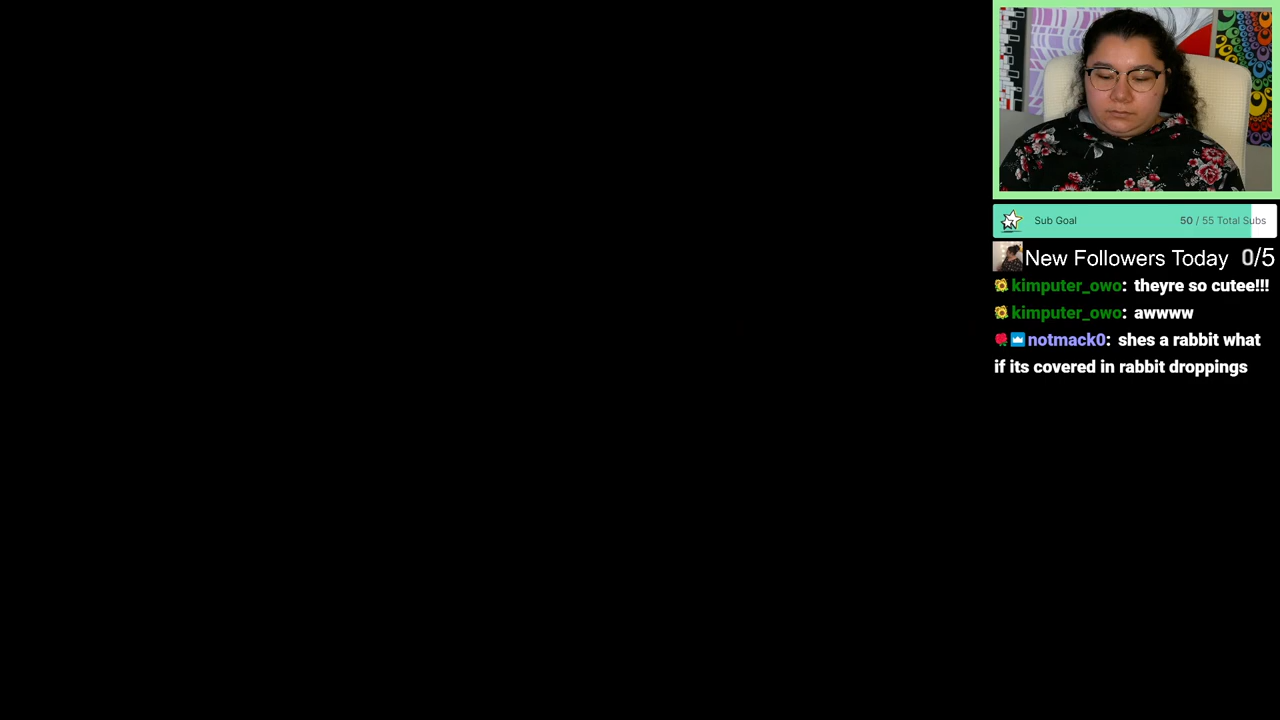 Sub Goal 50 / 55 Total Subs
New Followers Today 0/5
kimputer_owo: theyre so cutee!!!
kimputer_owo: awwww
notmack0: shes a rabbit what
if its covered in rabbit droppings